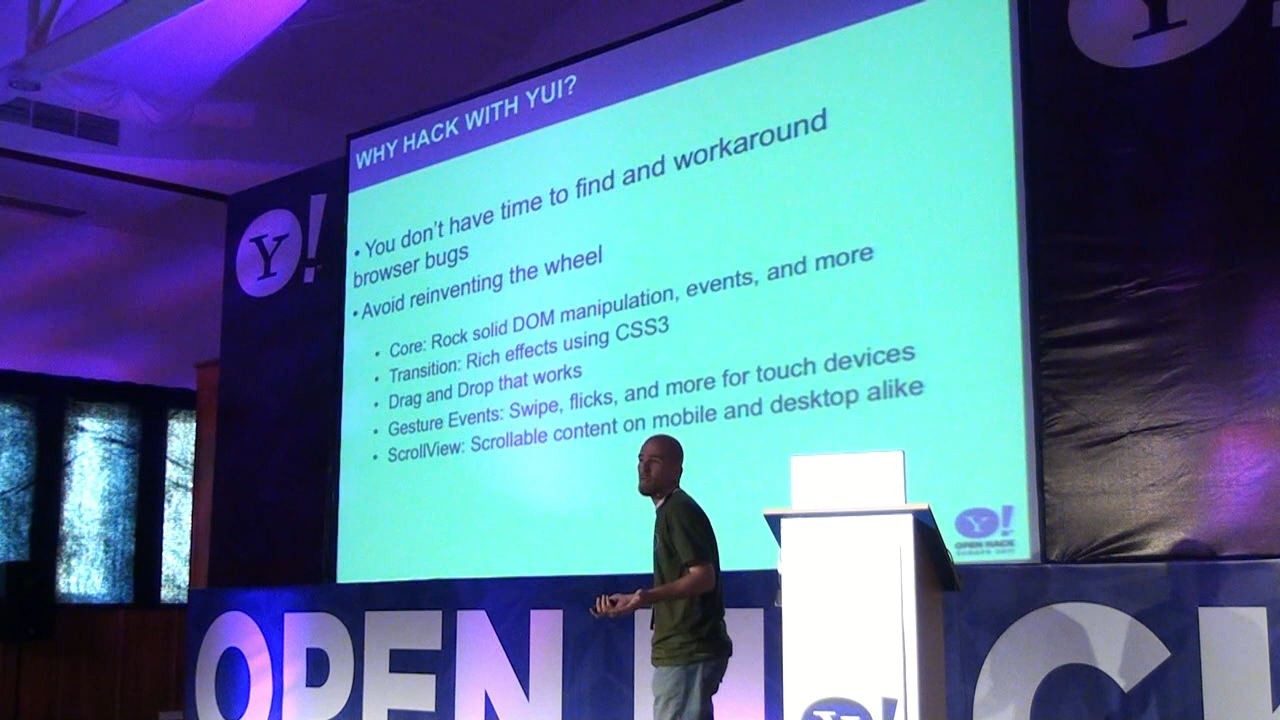 WHY HACK WITH YUI?
• You don't have time to find and workaround
browser bugs
• Avoid reinventing the wheel
• Core: Rock solid DOM manipulation, events, and more
• Transition: Rich effects using CSS3
• Drag and Drop that works
• Gesture Events: Swipe, flicks, and more for touch devices
• ScrollView: Scrollable content on mobile and desktop alike
Y!
Y
Y!
OPEN HACK
OPEN H CK
Y!